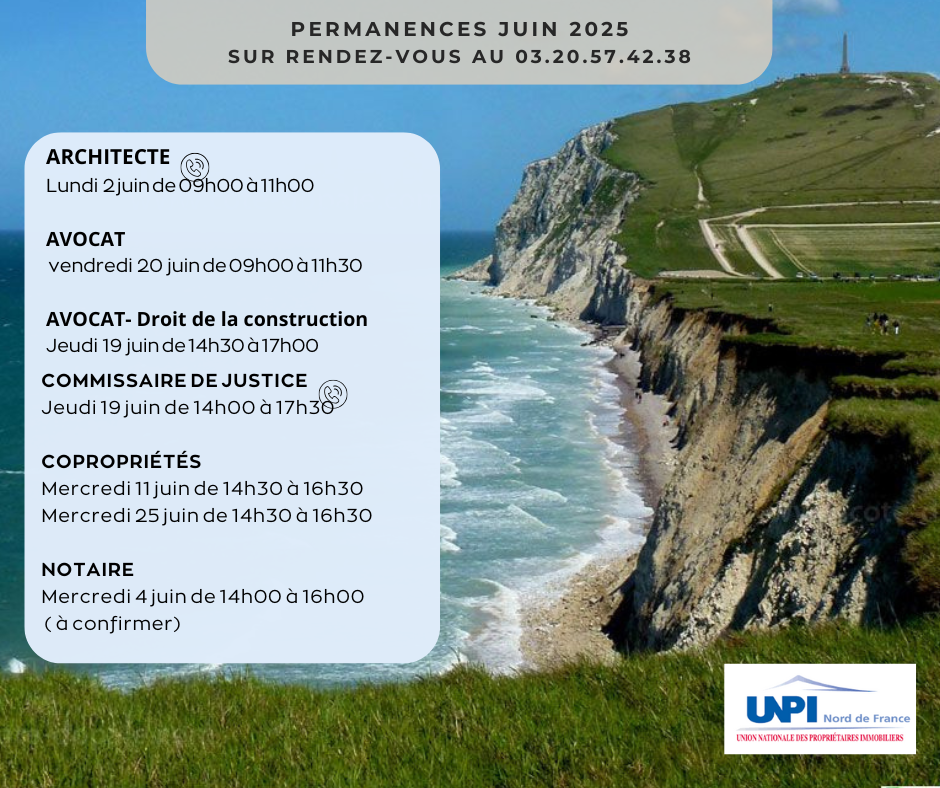 PERMANENCES JUIN 2025
SUR RENDEZ-VOUS AU 03.20.57.42.38
ARCHITECTE
Lundi 2 juin de 09h00 à 11h00
AVOCAT
vendredi 20 juin de 09h00 à 11h30
AVOCAT- Droit de la construction
Jeudi 19 juin de 14h30 à 17h00
COMMISSAIRE DE JUSTICE
Jeudi 19 juin de 14h00 à 17h30
COPROPRIÉTÉS
Mercredi 11 juin de 14h30 à 16h30
Mercredi 25 juin de 14h30 à 16h30
NOTAIRE
Mercredi 4 juin de 14h00 à 16h00
( à confirmer)
UNPI Nord de France
UNION NATIONALE DES PROPRIÉTAIRES IMMOBILIERS